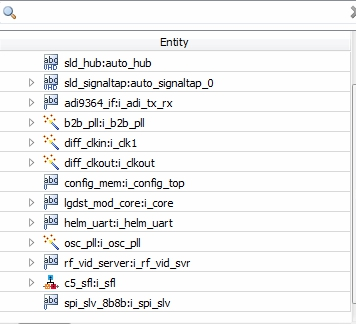 Entity
sld_hub:auto_hub
sld_signaltap:auto_signaltap_0
adi9364_if:i_adi_tx_rx
b2b_pll:i_b2b_pll
diff_clkin:i_clk1
diff_clkout:i_clkout
config_mem:i_config_top
lgdst_mod_core:i_core
helm_uart:i_helm_uart
osc_pll:i_osc_pll
rf_vid_server:i_rf_vid_svr
c5_sfl:i_sfl
spi_slv_8b8b:i_spi_slv